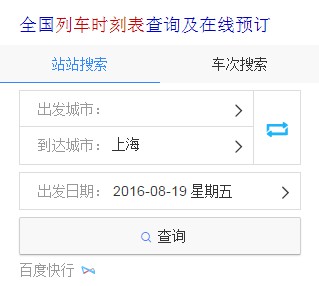 全国列车时刻表查询及在线预订
站站搜索 车次搜索
出发城市：
到达城市：上海
出发日期：2016-08-19 星期五
查询
百度快行